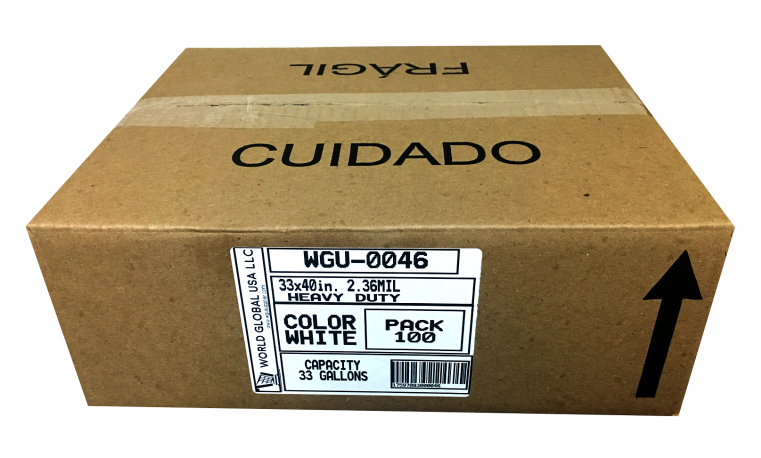 FRÁGIL
CUIDADO
WORLD GLOBAL USA LLC
WGU-0046
33x40in. 2.36MIL
HEAVY DUTY
COLOR
WHITE
PACK
100
CAPACITY
33 GALLONS